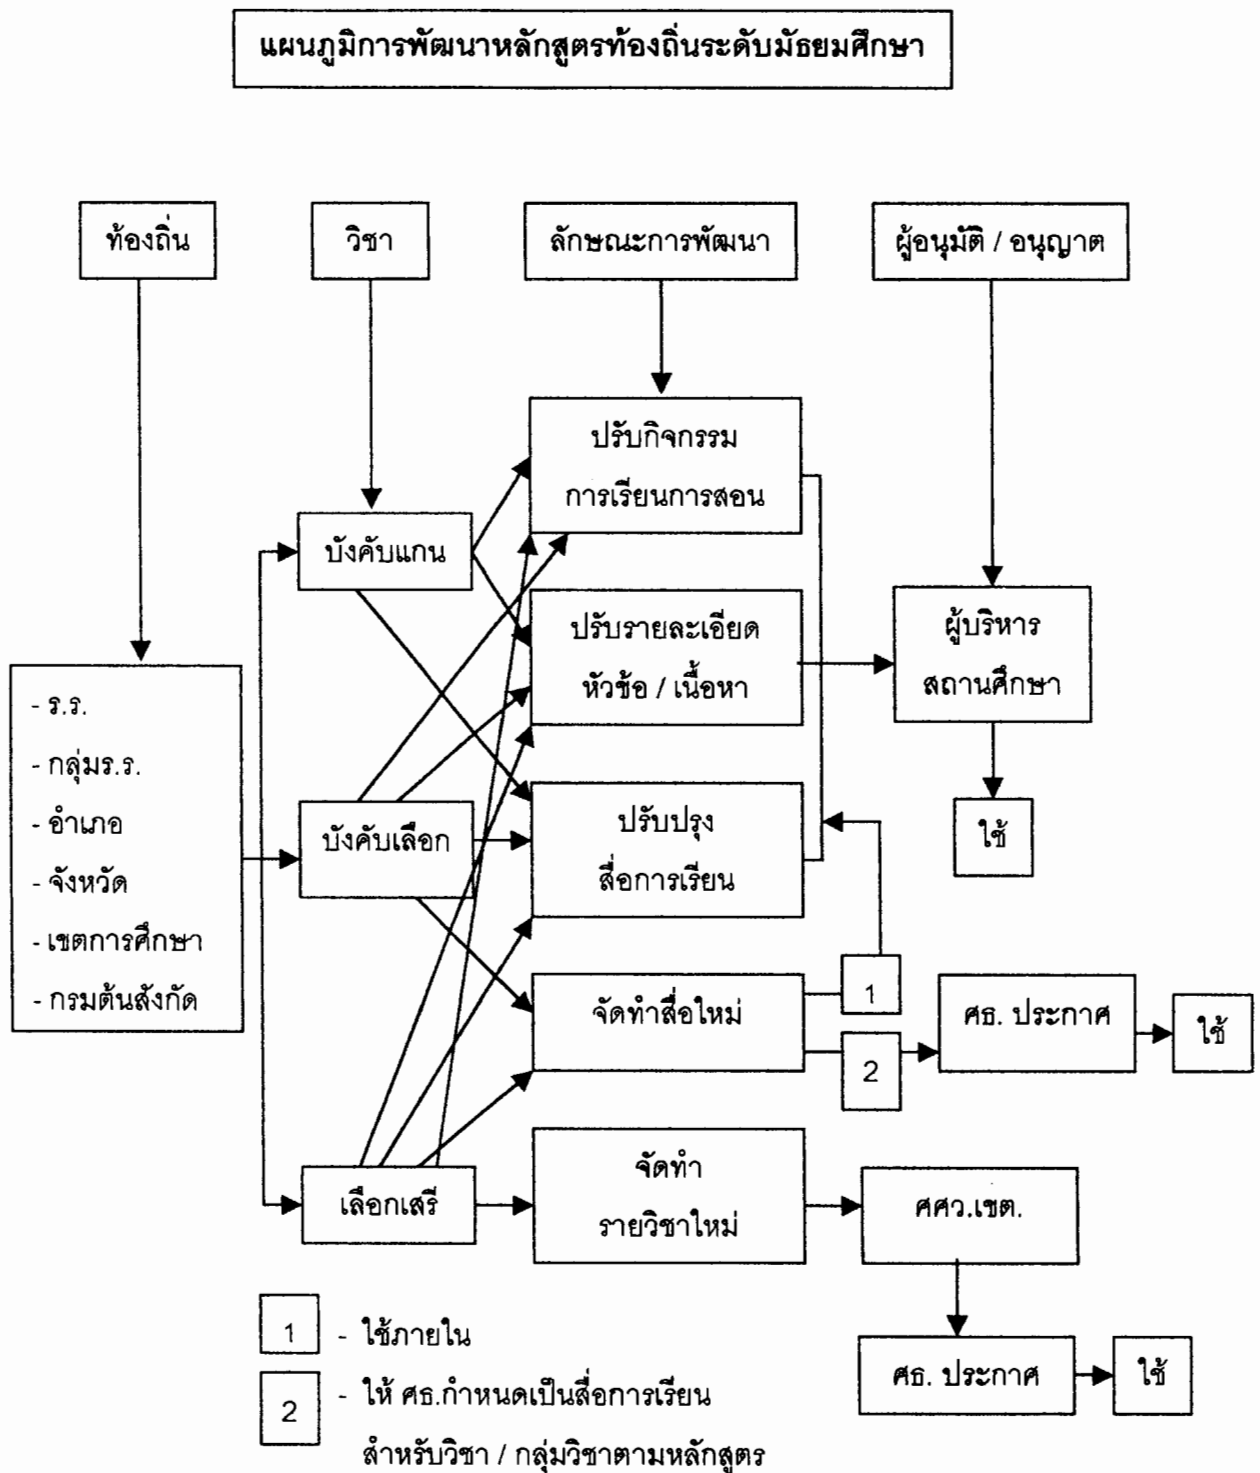 แผนภูมิการพัฒนาหลักสูตรท้องถิ่นระดับมัธยมศึกษา
ท้องถิ่น
วิชา
ลักษณะการพัฒนา
ผู้อนุมัติ / อนุญาต
ปรับกิจกรรม
การเรียนการสอน
บังคับแกน
ปรับรายละเอียด
หัวข้อ / เนื้อหา
ผู้บริหาร
สถานศึกษา
- ร.ร.
- กลุ่มร.ร.
- อำเภอ
- จังหวัด
- เขตการศึกษา
- กรมต้นสังกัด
บังคับเลือก
ปรับปรุง
สื่อการเรียน
ใช้
จัดทำสื่อใหม่
1
2
ศธ. ประกาศ
ใช้
เลือกเสรี
จัดทำ
รายวิชาใหม่
ศศว.เขต.
ศธ. ประกาศ
ใช้
1 - ใช้ภายใน
2 - ให้ ศธ.กำหนดเป็นสื่อการเรียน
สำหรับวิชา / กลุ่มวิชาตามหลักสูตร